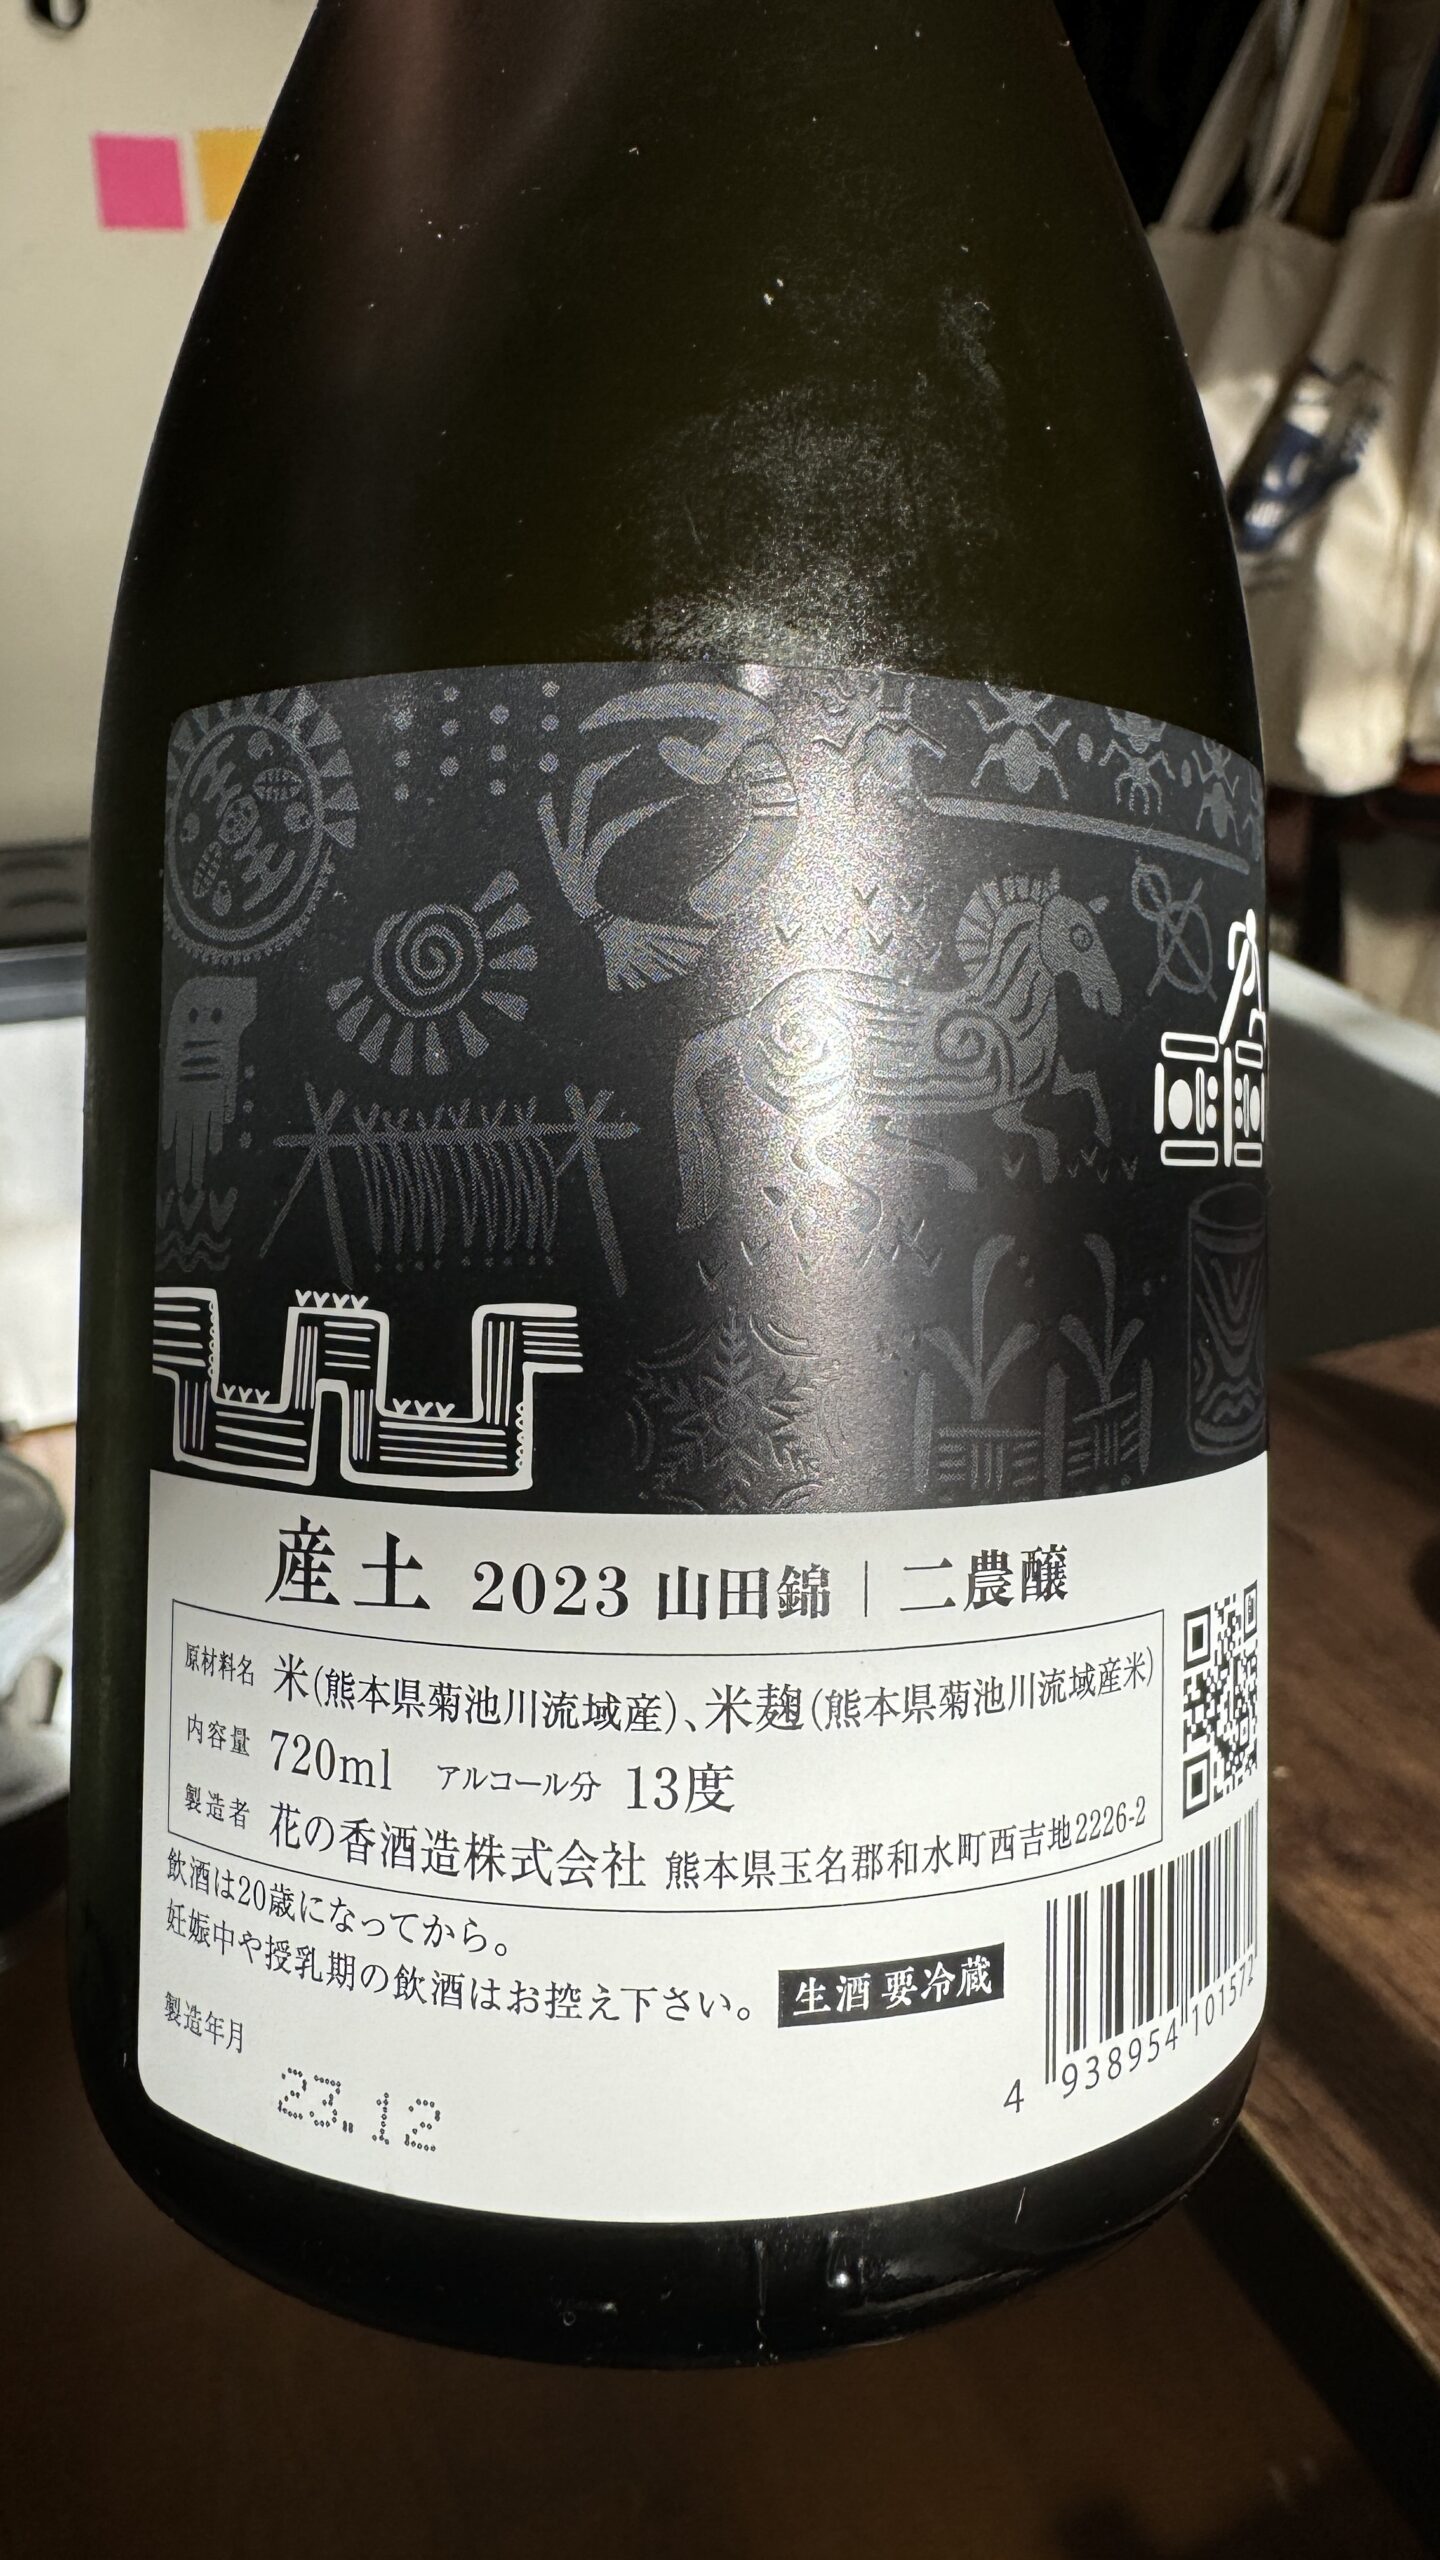 産土 2023 山田錦｜二農醸
原材料名 米(熊本県菊池川流域産)、米麹(熊本県菊池川流域産米)
内容量 720ml アルコール分 13度
製造者 花の香酒造株式会社 熊本県玉名郡和水町西吉地2226-2
飲酒は20歳になってから。
妊娠中や授乳期の飲酒はお控え下さい。
生酒 要冷蔵
製造年月
23.12
4 938954 101572